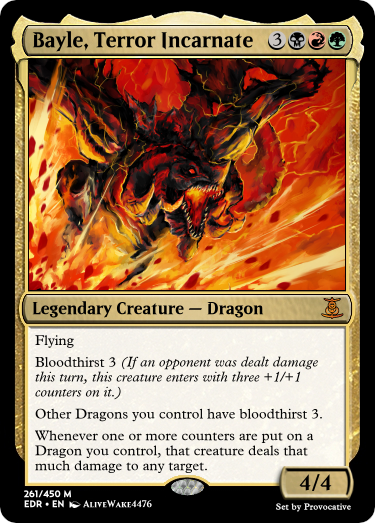 Bayle, Terror Incarnate 3
Legendary Creature — Dragon
Flying
Bloodthirst 3 (If an opponent was dealt damage
this turn, this creature enters with three +1/+1
counters on it.)
Other Dragons you control have bloodthirst 3.
Whenever one or more counters are put on a
Dragon you control, that creature deals that
much damage to any target.
4/4
261/450 M
EDR • EN AliveWake4476
Set by Provocative